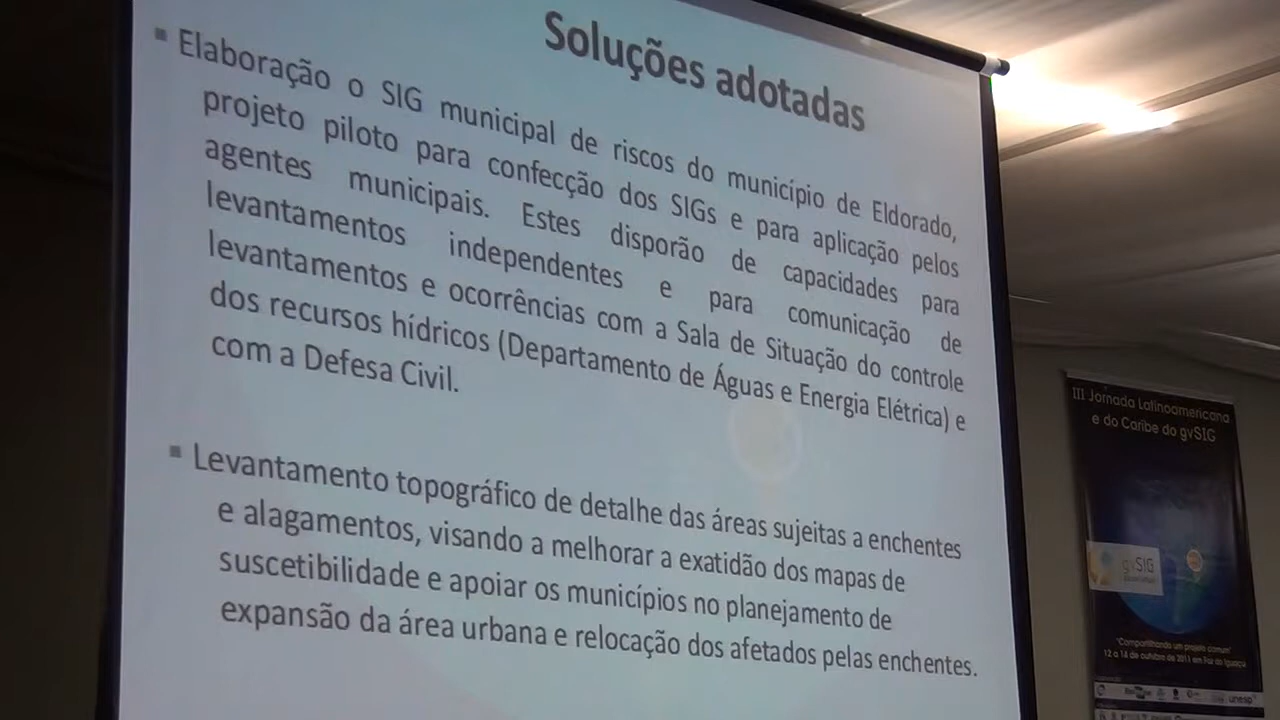 Soluções adotadas
▪ Elaboração o SIG municipal de riscos do município de Eldorado,
projeto piloto para confecção dos SIGs e para aplicação pelos
agentes municipais. Estes disporão de capacidades para
levantamentos independentes e para comunicação de
levantamentos e ocorrências com a Sala de Situação do controle
dos recursos hídricos (Departamento de Águas e Energia Elétrica) e
com a Defesa Civil.
▪ Levantamento topográfico de detalhe das áreas sujeitas a enchentes
e alagamentos, visando a melhorar a exatidão dos mapas de
suscetibilidade e apoiar os municípios no planejamento de
expansão da área urbana e relocação dos afetados pelas enchentes.
III Jornada Latinoamericana
e do Caribe do gvSIG
gvSIG
"Compartilhando um projeto comum"
12 a 14 de outubro de 2011 em Foz do Iguaçu
unesp